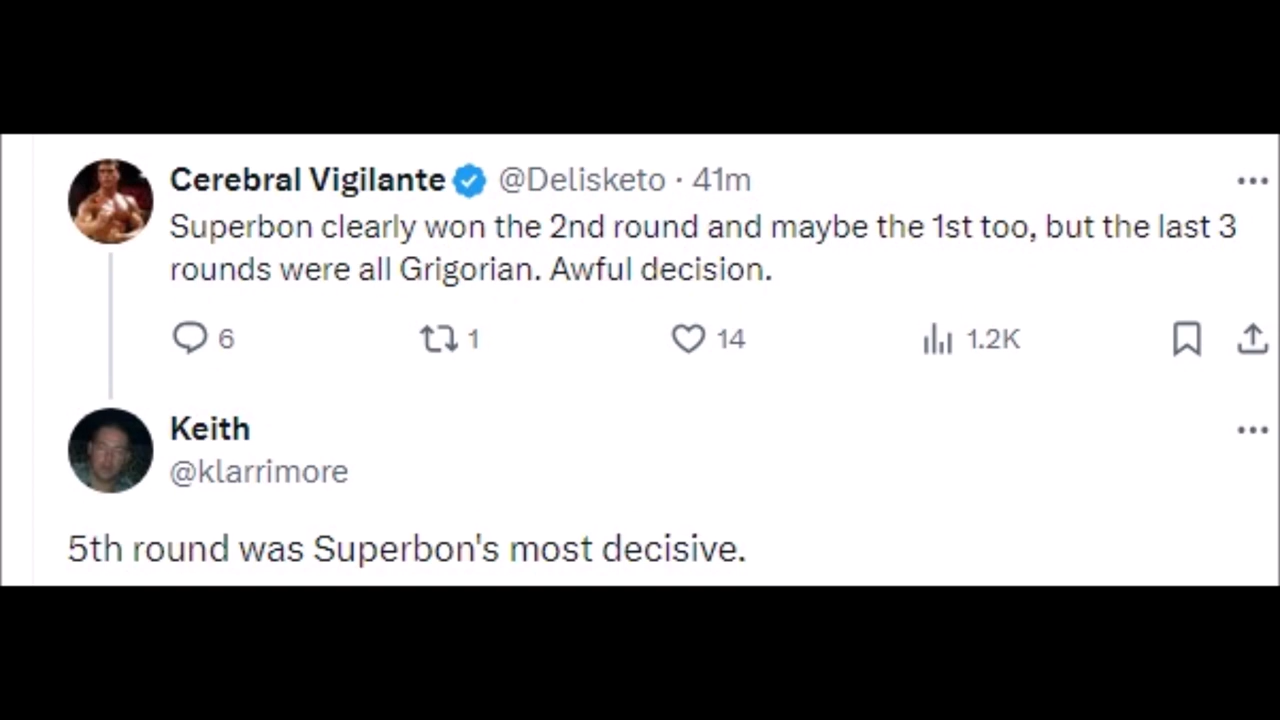 Cerebral Vigilante @Delisketo · 41m
Superbon clearly won the 2nd round and maybe the 1st too, but the last 3
rounds were all Grigorian. Awful decision.
6 1 14 1.2K
Keith
@klarrimore
5th round was Superbon's most decisive.